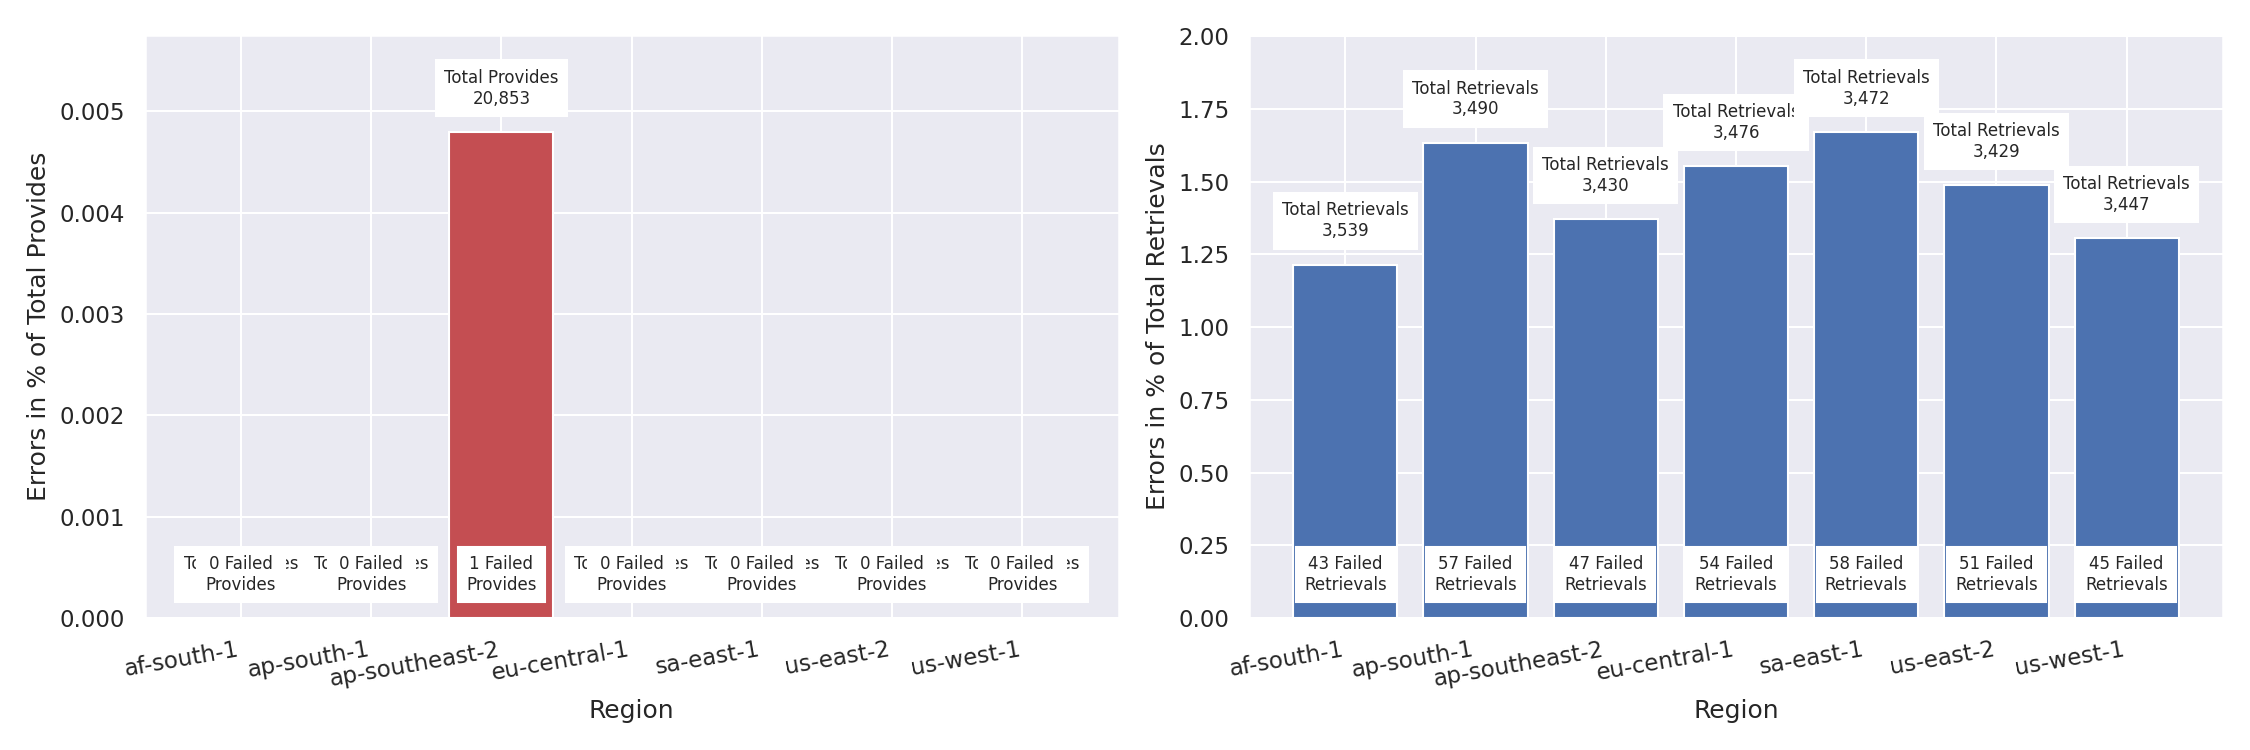 Errors in % of Total Provides
0.005
0.004
0.003
0.002
0.001
0.000
Total Provides
20,853
0 Failed
Provides
0 Failed
Provides
1 Failed
Provides
0 Failed
Provides
0 Failed
Provides
0 Failed
Provides
0 Failed
Provides
af-south-1
ap-south-1
ap-southeast-2
eu-central-1
sa-east-1
us-east-2
us-west-1
Region
Errors in % of Total Retrievals
2.00
1.75
1.50
1.25
1.00
0.75
0.50
0.25
0.00
Total Retrievals
3,539
Total Retrievals
3,490
Total Retrievals
3,430
Total Retrievals
3,476
Total Retrievals
3,472
Total Retrievals
3,429
Total Retrievals
3,447
43 Failed
Retrievals
57 Failed
Retrievals
47 Failed
Retrievals
54 Failed
Retrievals
58 Failed
Retrievals
51 Failed
Retrievals
45 Failed
Retrievals
af-south-1
ap-south-1
ap-southeast-2
eu-central-1
sa-east-1
us-east-2
us-west-1
Region